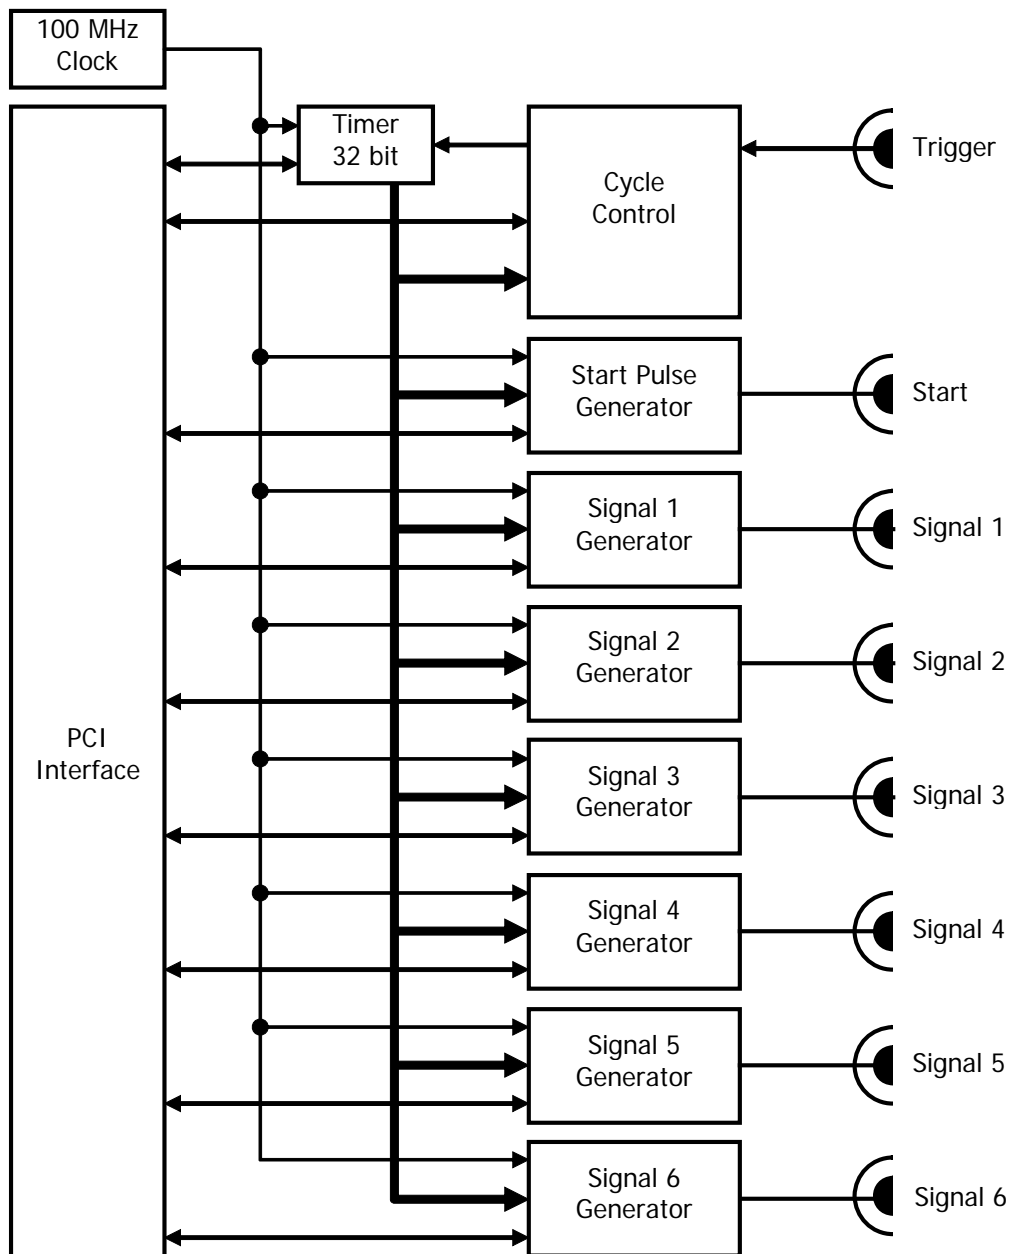 100 MHz
Clock
Timer
32 bit
Cycle
Control
Trigger
Start Pulse
Generator
Start
Signal 1
Generator
Signal 1
Signal 2
Generator
Signal 2
PCI
Interface
Signal 3
Generator
Signal 3
Signal 4
Generator
Signal 4
Signal 5
Generator
Signal 5
Signal 6
Generator
Signal 6